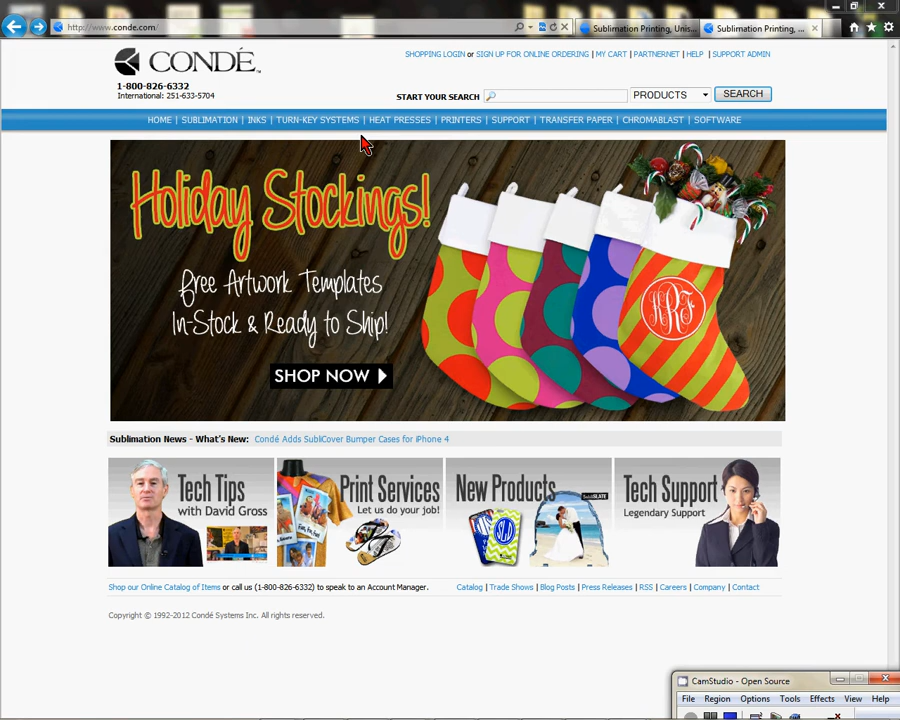 http://www.conde.com/
Sublimation Printing, Unis...
Sublimation Printing, ...
CONDÉ™
1-800-826-6332
International: 251-633-5704
SHOPPING LOGIN or SIGN UP FOR ONLINE ORDERING | MY CART | PARTNERNET | HELP | SUPPORT ADMIN
START YOUR SEARCH PRODUCTS SEARCH
HOME | SUBLIMATION | INKS | TURN-KEY SYSTEMS | HEAT PRESSES | PRINTERS | SUPPORT | TRANSFER PAPER | CHROMABLAST | SOFTWARE
Holiday Stockings!
Free Artwork Templates
In-Stock & Ready to Ship!
SHOP NOW
Sublimation News - What's New: Condé Adds SubliCover Bumper Cases for iPhone 4
Tech Tips
with David Gross
Print Services
Let us do your job!
New Products
Tech Support
Legendary Support
Shop our Online Catalog of Items or call us (1-800-826-6332) to speak to an Account Manager.
Catalog | Trade Shows | Blog Posts | Press Releases | RSS | Careers | Company | Contact
Copyright © 1992-2012 Condé Systems Inc. All rights reserved.
CamStudio - Open Source
File Region Options Tools Effects View Help